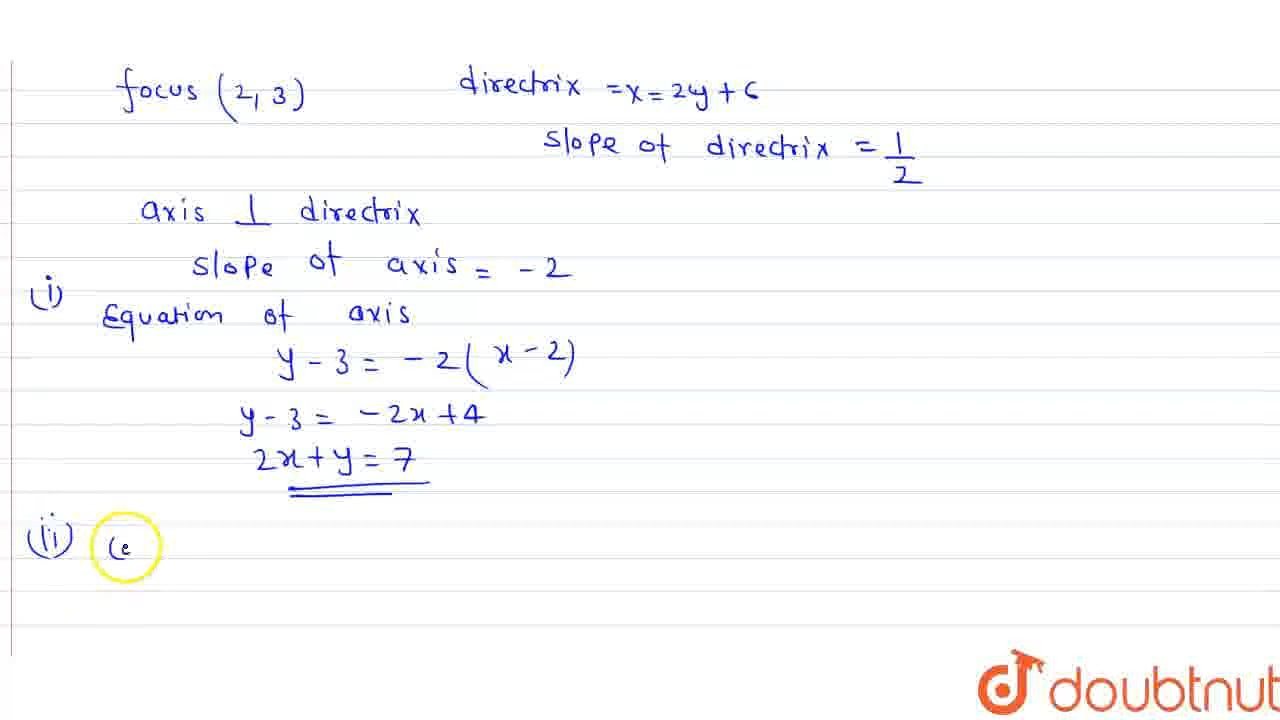 focus (2, 3) directrix = x = 2y + 6
slope of directrix = 1/2
axis ⊥ directrix
slope of axis = -2
(i) Equation of axis
y - 3 = -2(x - 2)
y - 3 = -2x + 4
2x + y = 7
(ii) (e
doubtnut